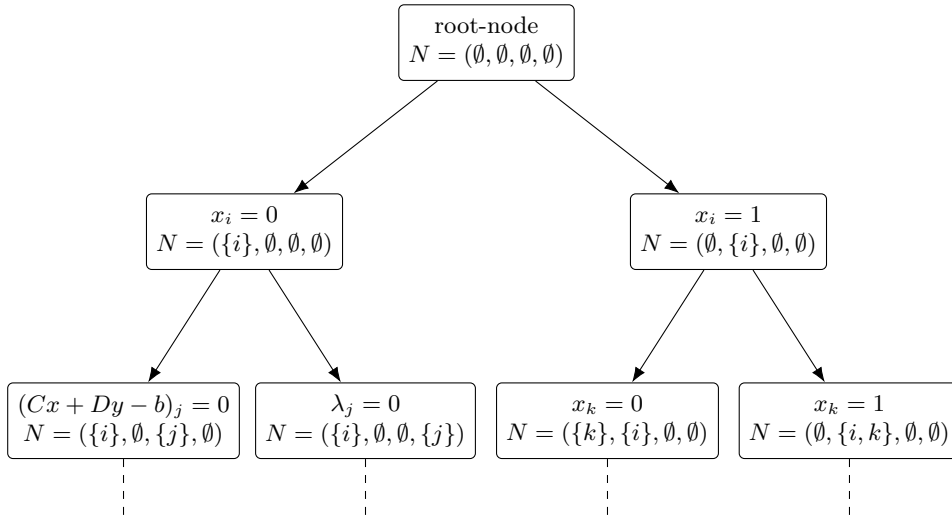 root-node
N = (∅, ∅, ∅, ∅)
x_i = 0
N = ({i}, ∅, ∅, ∅)
x_i = 1
N = (∅, {i}, ∅, ∅)
(Cx + Dy − b)_j = 0
N = ({i}, ∅, {j}, ∅)
λ_j = 0
N = ({i}, ∅, ∅, {j})
x_k = 0
N = ({k}, {i}, ∅, ∅)
x_k = 1
N = (∅, {i, k}, ∅, ∅)